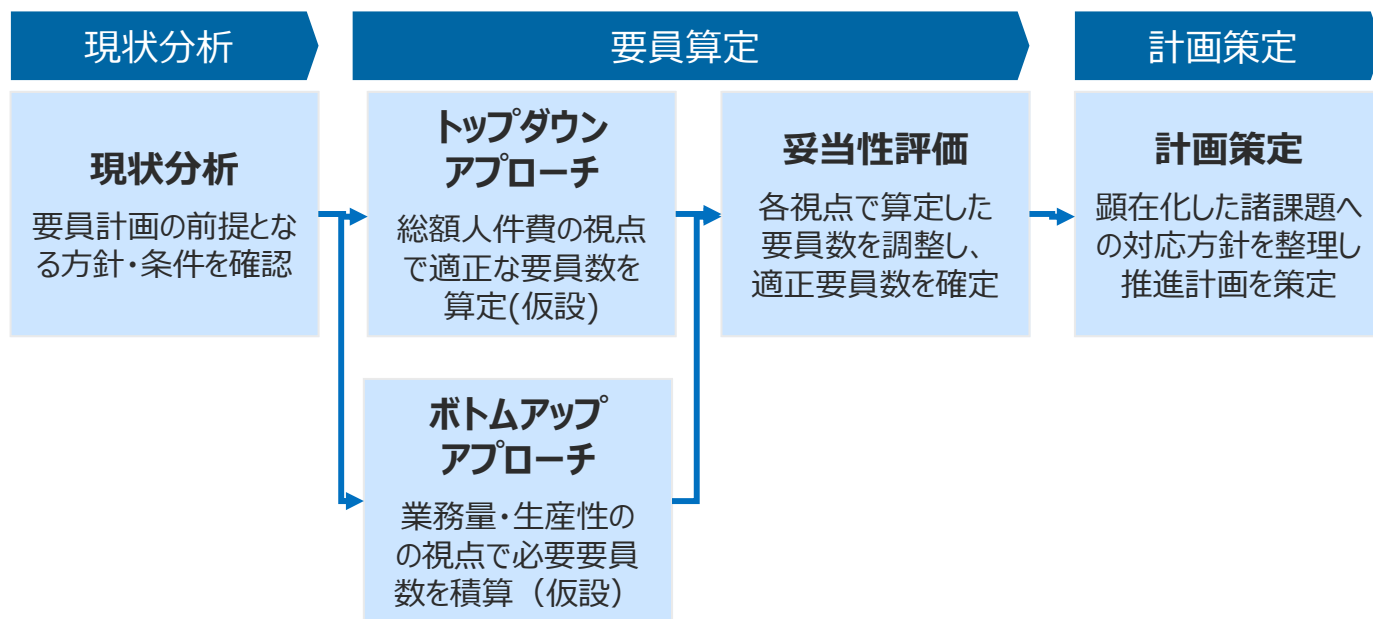 現状分析
要員算定
計画策定
現状分析
要員計画の前提とな
る方針・条件を確認
トップダウン
アプローチ
総額人件費の視点
で適正な要員数を
算定(仮設)
ボトムアップ
アプローチ
業務量・生産性の
の視点で必要要員
数を積算（仮設）
妥当性評価
各視点で算定した
要員数を調整し、
適正要員数を確定
計画策定
顕在化した諸課題へ
の対応方針を整理し
推進計画を策定